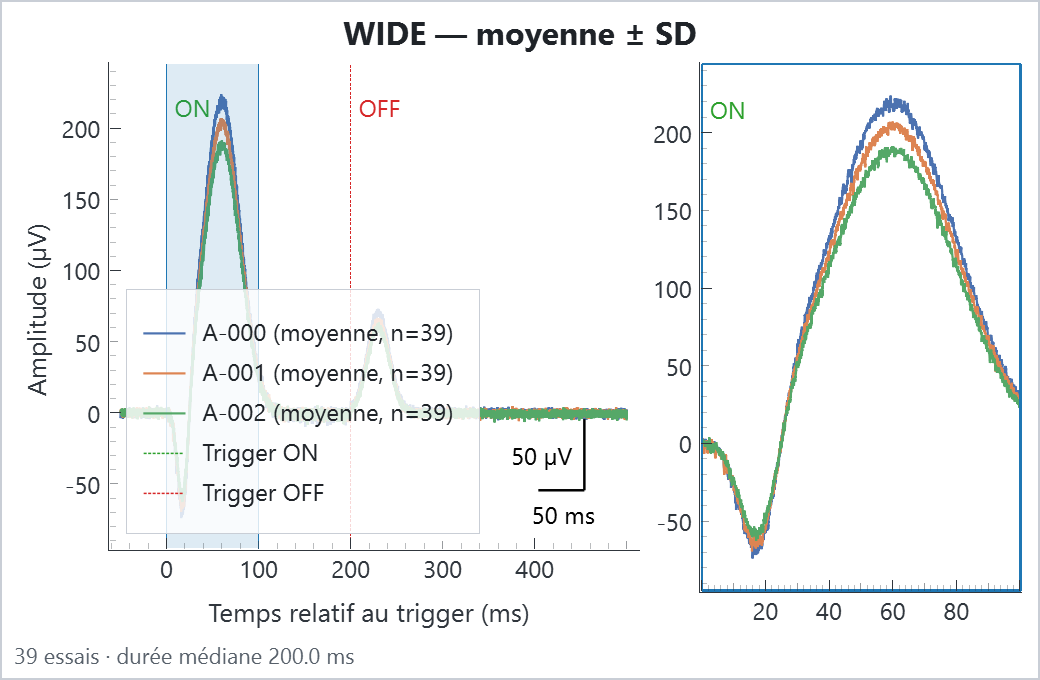 WIDE — moyenne ± SD
ON
OFF
Amplitude (µV)
200
150
100
50
0
-50
A-000 (moyenne, n=39)
A-001 (moyenne, n=39)
A-002 (moyenne, n=39)
Trigger ON
Trigger OFF
50 µV
50 ms
0 100 200 300 400
Temps relatif au trigger (ms)
ON
200
150
100
50
0
-50
20 40 60 80
39 essais · durée médiane 200.0 ms